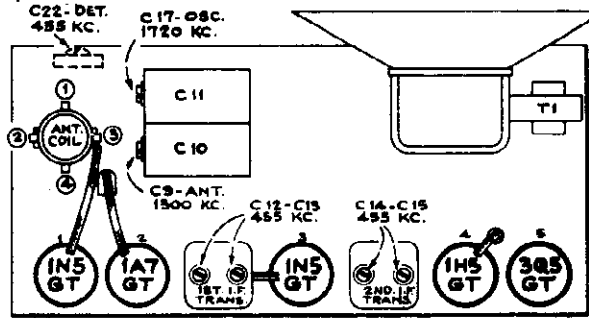 C22-DET.
455 KC.
C17-OSC.
1720 KC.
C11
C10
T1
1
2
ANT.
COIL
3
4
C9-ANT.
1500 KC.
C12-C13
455 KC.
C14-C15
455 KC.
1
1N5
GT
2
1A7
GT
1ST. I.F.
TRANS.
3
1N5
GT
2ND. I.F.
TRANS.
4
1H5
GT
5
3Q5
GT